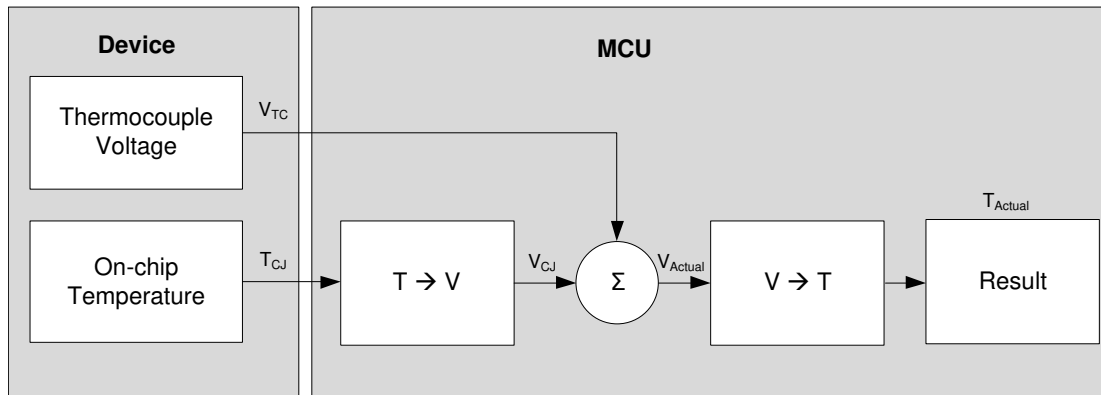 Device
MCU
Thermocouple
Voltage
V_TC
On-chip
Temperature
T_CJ
T → V
V_CJ
Σ
V_Actual
V → T
T_Actual
Result